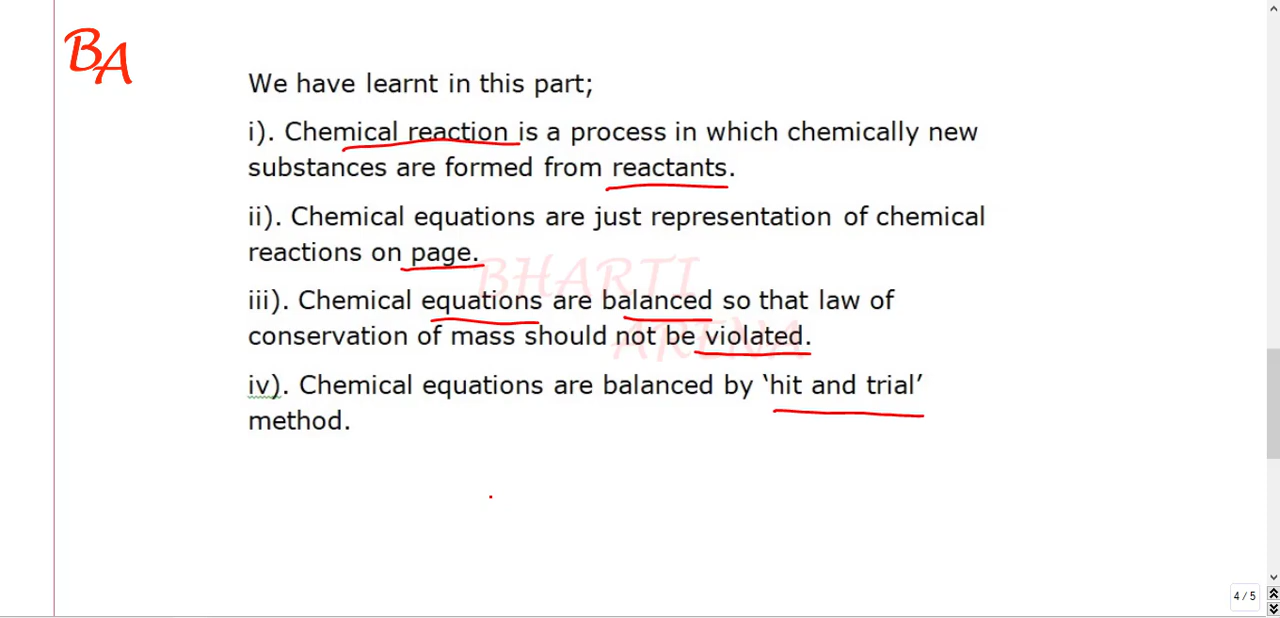 BA
We have learnt in this part;
i). Chemical reaction is a process in which chemically new
substances are formed from reactants.
ii). Chemical equations are just representation of chemical
reactions on page.
BHARTI
iii). Chemical equations are balanced so that law of
conservation of mass should not be violated.
ARENA
iv). Chemical equations are balanced by ‘hit and trial’
method.
4 / 5